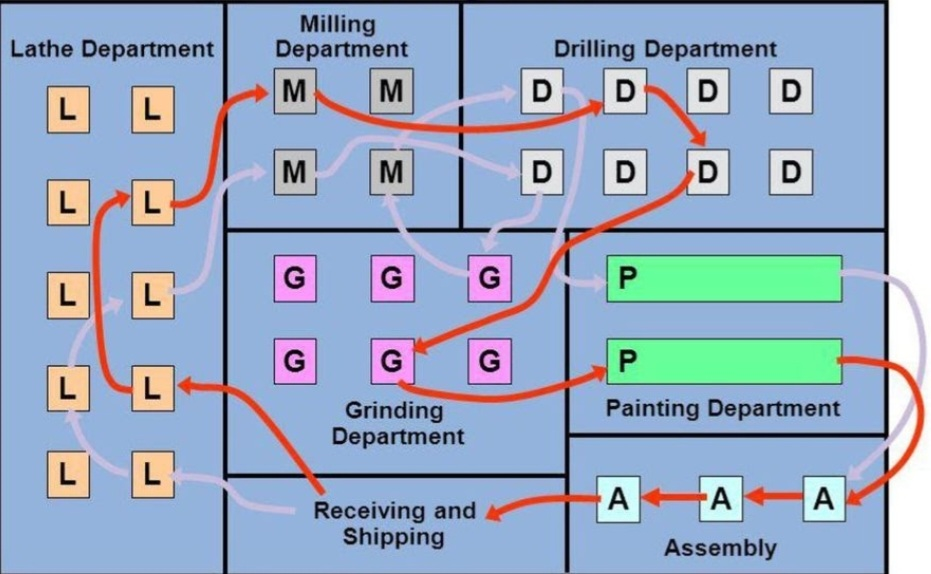 Lathe Department
Milling
Department
Drilling Department
L L
M M
D D D D
L L
M M
D D D D
L L
G G G
P
L L
G G G
P
Grinding
Department
Painting Department
L L
Receiving and
Shipping
A A A
Assembly